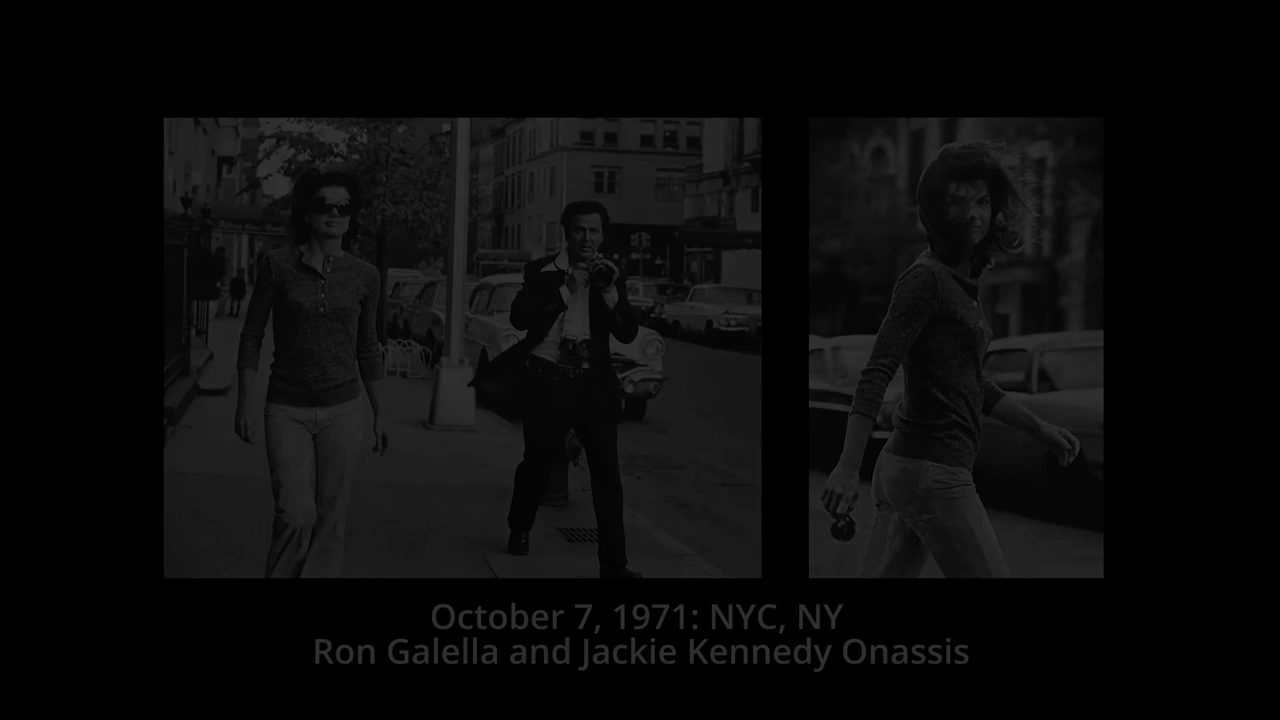 October 7, 1971: NYC, NY
Ron Galella and Jackie Kennedy Onassis